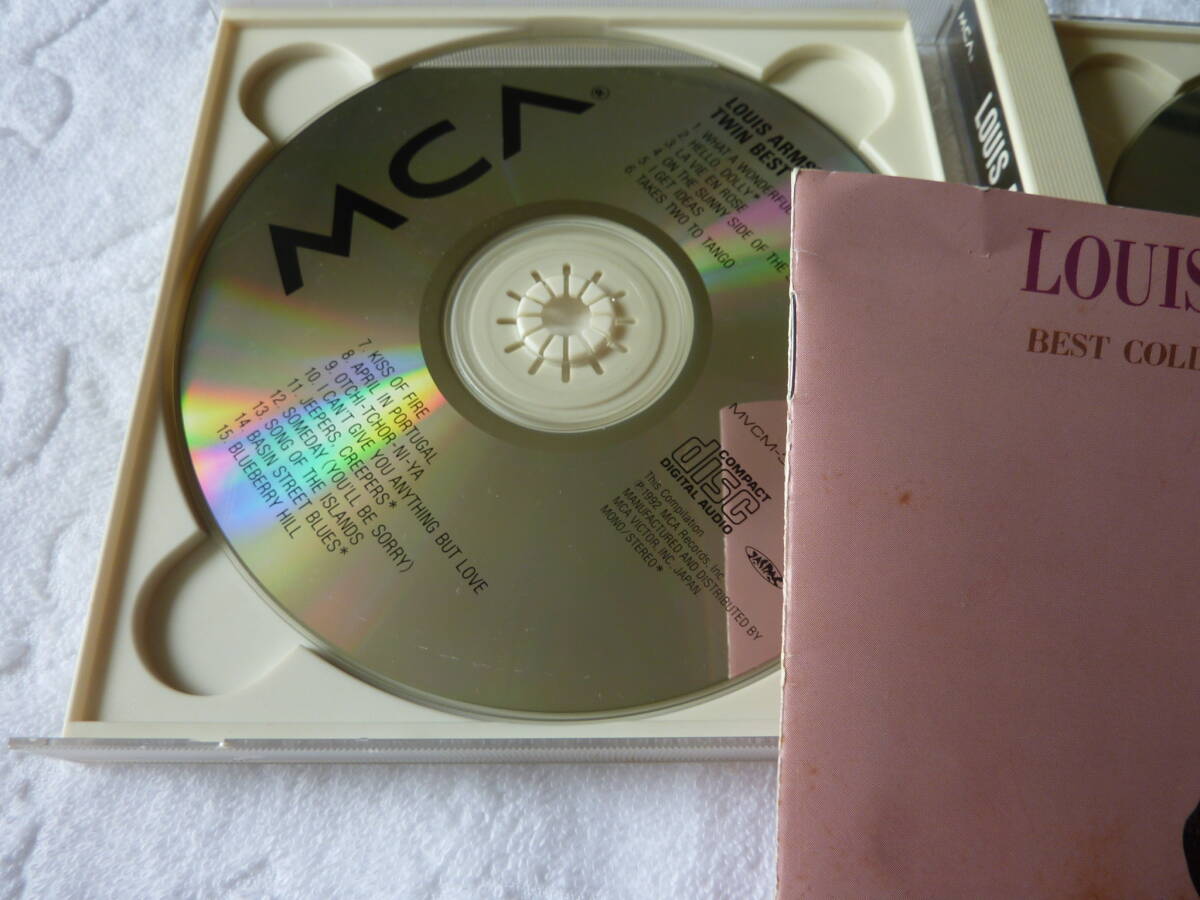 MCA®
LOUIS ARMS
TWIN BEST
1. WHAT A WONDERFUL
2. HELLO, DOLLY*
3. LA VIE EN ROSE
4. ON THE SUNNY SIDE OF THE
5. I GET IDEAS
6. TAKES TWO TO TANGO
7. KISS OF FIRE
8. APRIL IN PORTUGAL
9. OTCHI-TCHOR-NI-YA
10. I CAN'T GIVE YOU ANYTHING BUT LOVE
11. JEEPERS, CREEPERS*
12. SOMEDAY (YOU'LL BE SORRY)
13. SONG OF THE ISLANDS
14. BASIN STREET BLUES*
15. BLUEBERRY HILL
MVCM-
COMPACT
disc
DIGITAL AUDIO
This Compilation
℗1992 MCA Records, Inc.
MANUFACTURED AND DISTRIBUTED BY
MCA VICTOR, INC. JAPAN.
MONO/STEREO*
JASRAC
MCA
LOUIS
LOUIS
BEST COLL